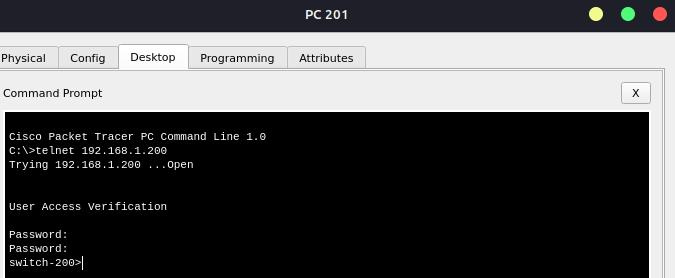 PC 201
Physical Config Desktop Programming Attributes
Command Prompt X
Cisco Packet Tracer PC Command Line 1.0
C:\>telnet 192.168.1.200
Trying 192.168.1.200 ...Open
User Access Verification
Password:
Password:
switch-200>